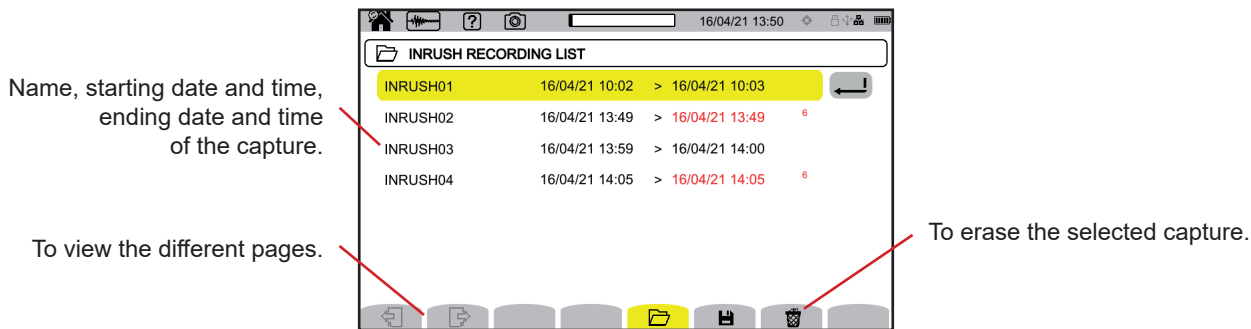 16/04/21 13:50
INRUSH RECORDING LIST
INRUSH01 16/04/21 10:02 > 16/04/21 10:03
INRUSH02 16/04/21 13:49 > 16/04/21 13:49 6
INRUSH03 16/04/21 13:59 > 16/04/21 14:00
INRUSH04 16/04/21 14:05 > 16/04/21 14:05 6
Name, starting date and time,
ending date and time
of the capture.
To view the different pages.
To erase the selected capture.